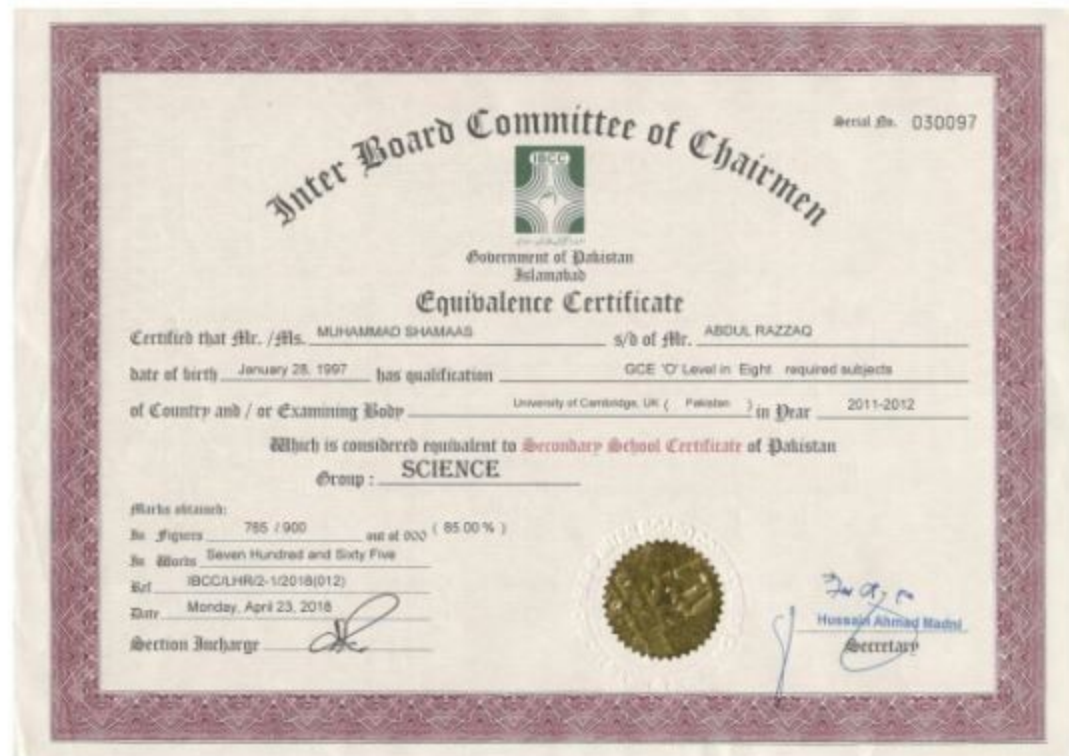 Serial No. 030097
Inter Board Committee of Chairmen
IBCC
Government of Pakistan
Islamabad
Equivalence Certificate
Certified that Mr. /Ms. MUHAMMAD SHAMAAS s/d of Mr. ABDUL RAZZAQ
date of birth January 28, 1997 has qualification GCE 'O' Level in Eight required subjects
of Country and / or Examining Body University of Cambridge, UK ( Pakistan ) in Year 2011-2012
Which is considered equivalent to Secondary School Certificate of Pakistan
Group : SCIENCE
Marks obtained:
In Figures 765 / 900 out of 900 ( 85.00 % )
In Words Seven Hundred and Sixty Five
Ref IBCC/LHR/2-1/2018(012)
Date Monday, April 23, 2018
Section Incharge
Hussain Ahmad Madni
Secretary